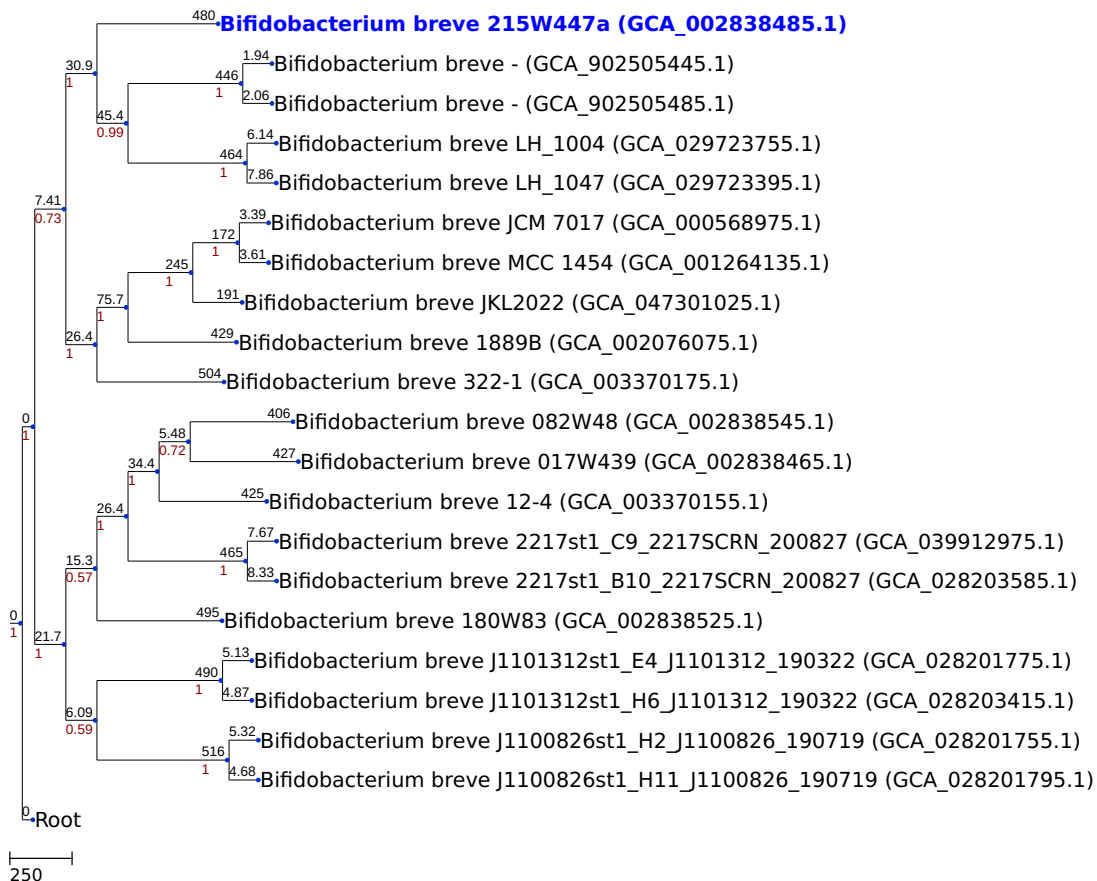 480 Bifidobacterium breve 215W447a (GCA_002838485.1)
1.94 Bifidobacterium breve - (GCA_902505445.1)
30.9
1
446
1
2.06 Bifidobacterium breve - (GCA_902505485.1)
45.4
0.99
6.14 Bifidobacterium breve LH_1004 (GCA_029723755.1)
464
1
7.86 Bifidobacterium breve LH_1047 (GCA_029723395.1)
7.41
0.73
3.39 Bifidobacterium breve JCM 7017 (GCA_000568975.1)
172
1
3.61 Bifidobacterium breve MCC 1454 (GCA_001264135.1)
245
1
191 Bifidobacterium breve JKL2022 (GCA_047301025.1)
75.7
1
429 Bifidobacterium breve 1889B (GCA_002076075.1)
26.4
1
504 Bifidobacterium breve 322-1 (GCA_003370175.1)
0
1
406 Bifidobacterium breve 082W48 (GCA_002838545.1)
5.48
0.72
427 Bifidobacterium breve 017W439 (GCA_002838465.1)
34.4
1
425 Bifidobacterium breve 12-4 (GCA_003370155.1)
26.4
1
7.67 Bifidobacterium breve 2217st1_C9_2217SCRN_200827 (GCA_039912975.1)
465
1
8.33 Bifidobacterium breve 2217st1_B10_2217SCRN_200827 (GCA_028203585.1)
15.3
0.57
495 Bifidobacterium breve 180W83 (GCA_002838525.1)
0
1
21.7
1
5.13 Bifidobacterium breve J1101312st1_E4_J1101312_190322 (GCA_028201775.1)
490
1
4.87 Bifidobacterium breve J1101312st1_H6_J1101312_190322 (GCA_028203415.1)
6.09
0.59
5.32 Bifidobacterium breve J1100826st1_H2_J1100826_190719 (GCA_028201755.1)
516
1
4.68 Bifidobacterium breve J1100826st1_H11_J1100826_190719 (GCA_028201795.1)
0 Root
250